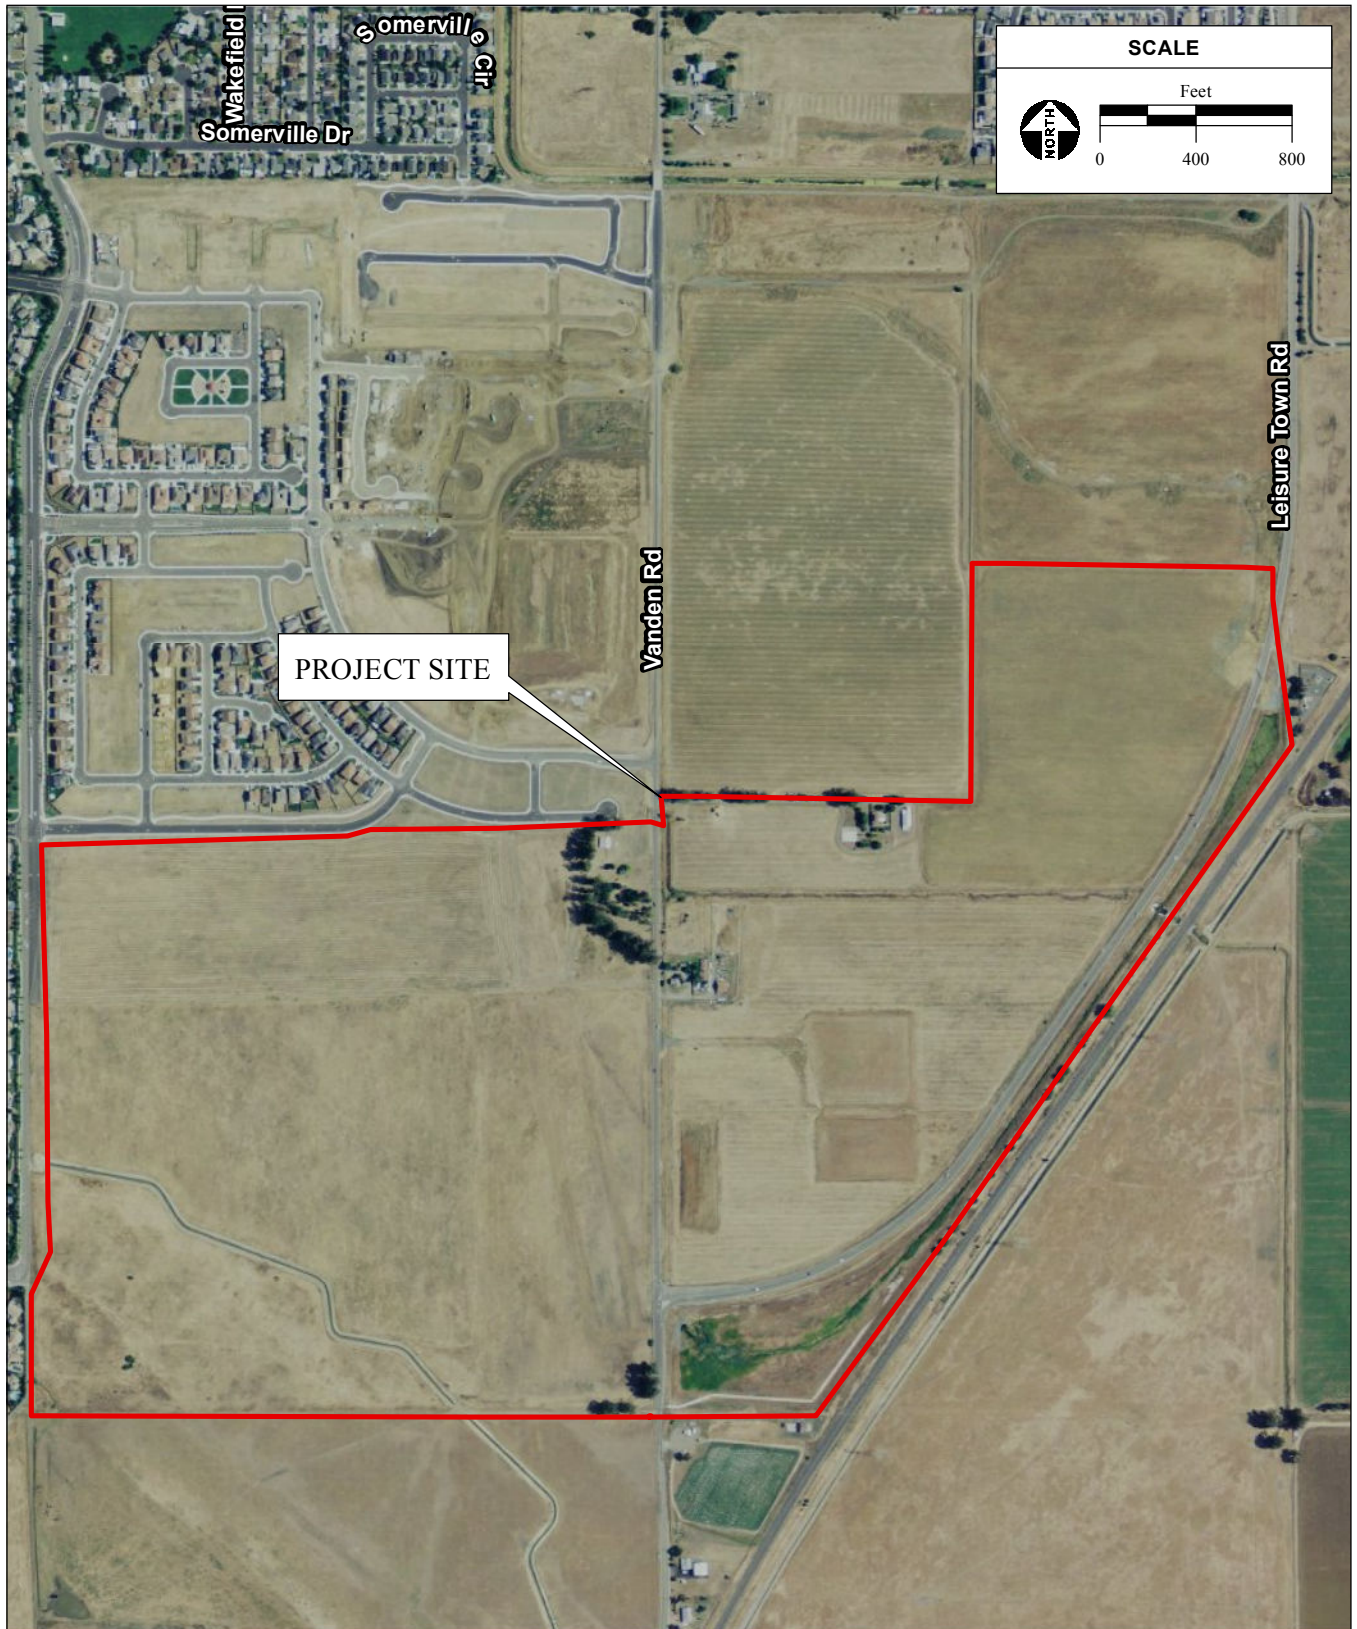 Somerville Cir
Wakefield
Somerville Dr
SCALE
Feet
NORTH
0 400 800
Leisure Town Rd
Vanden Rd
PROJECT SITE